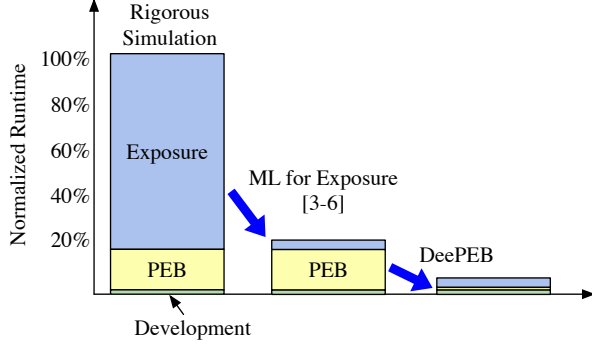 Rigorous
Simulation
Normalized Runtime
100%
80%
60%
40%
20%
Exposure
PEB
Development
ML for Exposure
[3-6]
PEB
DeePEB